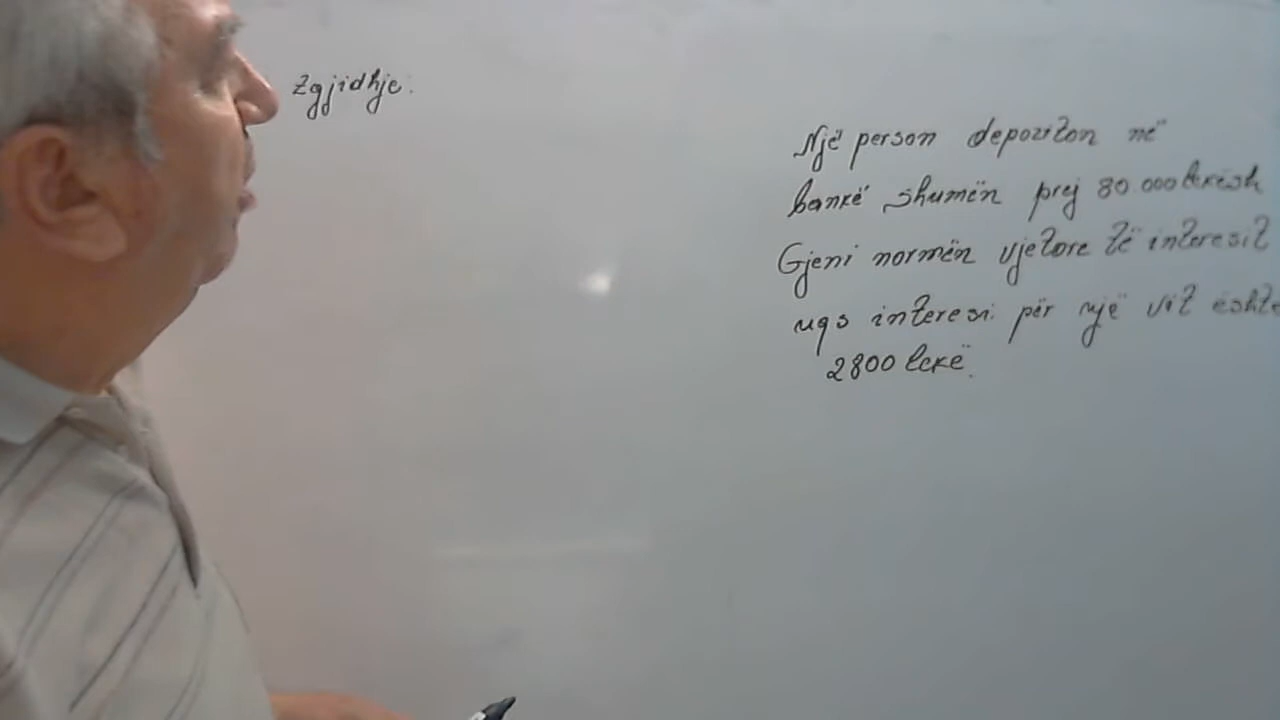 Zgjidhje:
Një person depoziton në
bankë shumën prej 80 000 lekësh
Gjeni normën vjetore të interesit
nqs interesi për një vit është
2800 lekë.